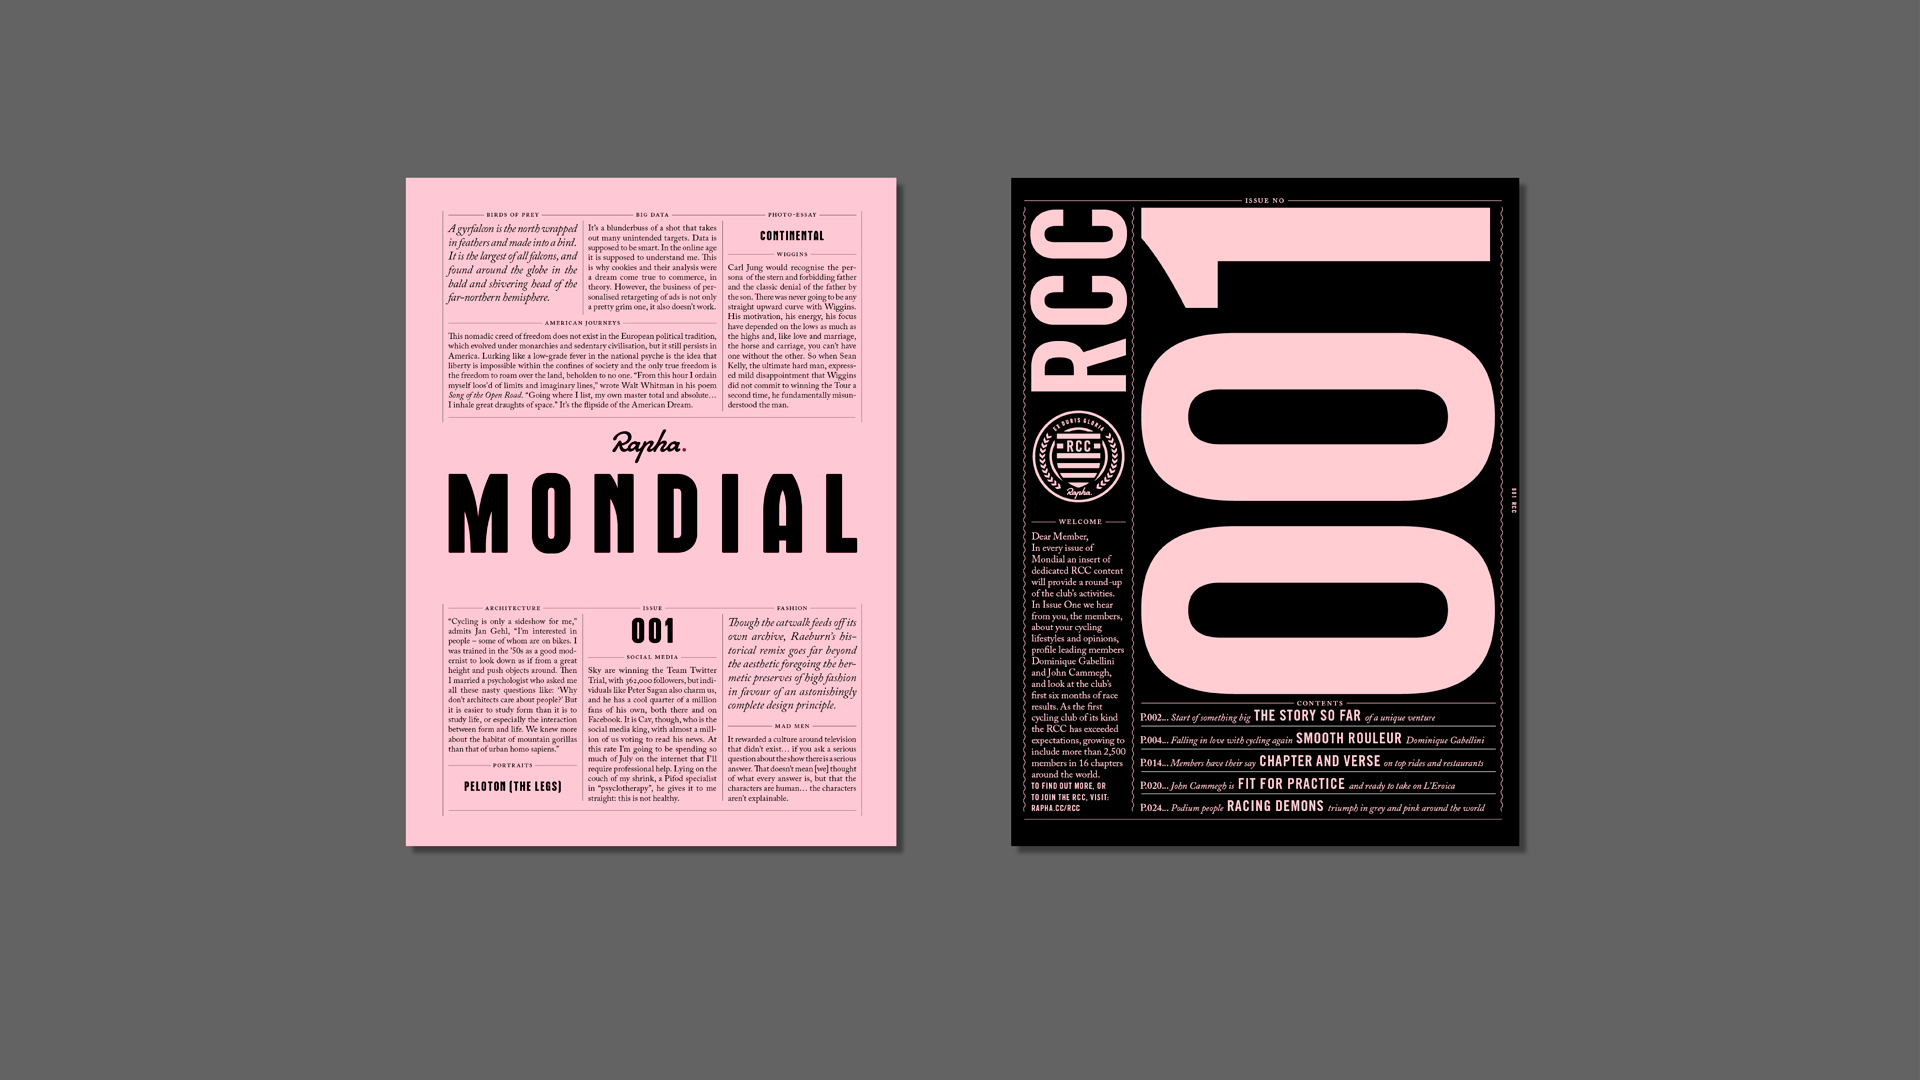 BIRDS OF PREY
A gyrfalcon is the north wrapped
in feathers and made into a bird.
It is the largest of all falcons, and
found around the globe in the
bald and shivering head of the
far-northern hemisphere.
BIG DATA
It's a blunderbuss of a shot that takes
out many unintended targets. Data is
supposed to be smart. In the online age
it is supposed to understand me. This
is why cookies and their analysis were
a dream come true to commerce, in
theory. However, the business of per-
sonalised retargeting of ads is not only
a pretty grim one, it also doesn't work.
PHOTO-ESSAY
CONTINENTAL
WIGGINS
Carl Jung would recognise the per-
sona of the stern and forbidding father
and the classic denial of the father by
the son. There was never going to be any
straight upward curve with Wiggins.
His motivation, his energy, his focus
have depended on the lows as much as
the highs and, like love and marriage,
the horse and carriage, you can't have
one without the other. So when Sean
Kelly, the ultimate hard man, express-
ed mild disappointment that Wiggins
did not commit to winning the Tour a
second time, he fundamentally misun-
derstood the man.
AMERICAN JOURNEYS
This nomadic creed of freedom does not exist in the European political tradition,
which evolved under monarchies and sedentary civilisation, but it still persists in
America. Lurking like a low-grade fever in the national psyche is the idea that
liberty is impossible within the confines of society and the only true freedom is
the freedom to roam over the land, beholden to no one. "From this hour I ordain
myself loos'd of limits and imaginary lines," wrote Walt Whitman in his poem
Song of the Open Road. "Going where I list, my own master total and absolute…
I inhale great draughts of space." It's the flipside of the American Dream.
Rapha.
MONDIAL
ARCHITECTURE
"Cycling is only a sideshow for me,"
admits Jan Gehl, "I'm interested in
people – some of whom are on bikes. I
was trained in the '50s as a good mod-
ernist to look down as if from a great
height and push objects around. Then
I married a psychologist who asked me
all these nasty questions like: 'Why
don't architects care about people?' But
it is easier to study form than it is to
study life, or especially the interaction
between form and life. We knew more
about the habitat of mountain gorillas
than that of urban homo sapiens."
PORTRAITS
PELOTON (THE LEGS)
ISSUE
001
SOCIAL MEDIA
Sky are winning the Team Twitter
Trial, with 362,000 followers, but indi-
viduals like Peter Sagan also charm us,
and he has a cool quarter of a million
fans of his own, both there and on
Facebook. It is Cav, though, who is the
social media king, with almost a mill-
ion of us voting to read his news. At
this rate I'm going to be spending so
much of July on the internet that I'll
require professional help. Lying on the
couch of my shrink, a Pifod specialist
in "psyclotherapy", he gives it to me
straight: this is not healthy.
FASHION
Though the catwalk feeds off its
own archive, Raeburn's his-
torical remix goes far beyond
the aesthetic foregoing the her-
metic preserves of high fashion
in favour of an astonishingly
complete design principle.
MAD MEN
It rewarded a culture around television
that didn't exist… if you ask a serious
question about the show there is a serious
answer. That doesn't mean [we] thought
of what every answer is, but that the
characters are human… the characters
aren't explainable.
ISSUE NO
001
RCC
EX DURIS GLORIA
RCC
Rapha.
WELCOME
Dear Member,
In every issue of
Mondial an insert of
dedicated RCC content
will provide a round-up
of the club's activities.
In Issue One we hear
from you, the members,
about your cycling
lifestyles and opinions,
profile leading members
Dominique Gabellini
and John Cammegh,
and look at the club's
first six months of race
results. As the first
cycling club of its kind
the RCC has exceeded
expectations, growing to
include more than 2,500
members in 16 chapters
around the world.
TO FIND OUT MORE, OR
TO JOIN THE RCC, VISIT:
RAPHA.CC/RCC
CONTENTS
P.002... Start of something big THE STORY SO FAR of a unique venture
P.004... Falling in love with cycling again SMOOTH ROULEUR Dominique Gabellini
P.014... Members have their say CHAPTER AND VERSE on top rides and restaurants
P.020... John Cammegh is FIT FOR PRACTICE and ready to take on L'Eroica
P.024... Podium people RACING DEMONS triumph in grey and pink around the world
001 RCC